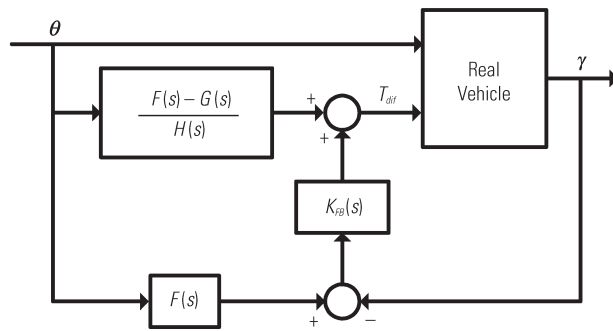 θ
γ
Real
Vehicle
F(s) – G(s)
H(s)
+
+
T_dif
K_FB(s)
F(s)
+
–